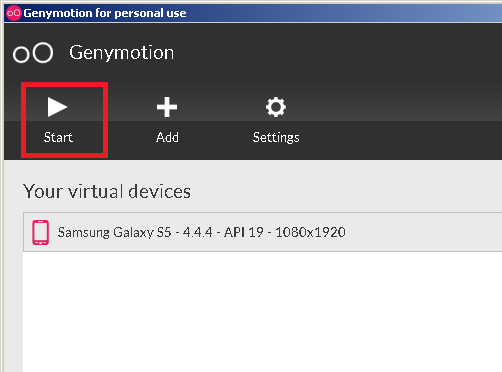 Genymotion for personal use
Genymotion
Start
Add
Settings
Your virtual devices
Samsung Galaxy S5 - 4.4.4 - API 19 - 1080x1920